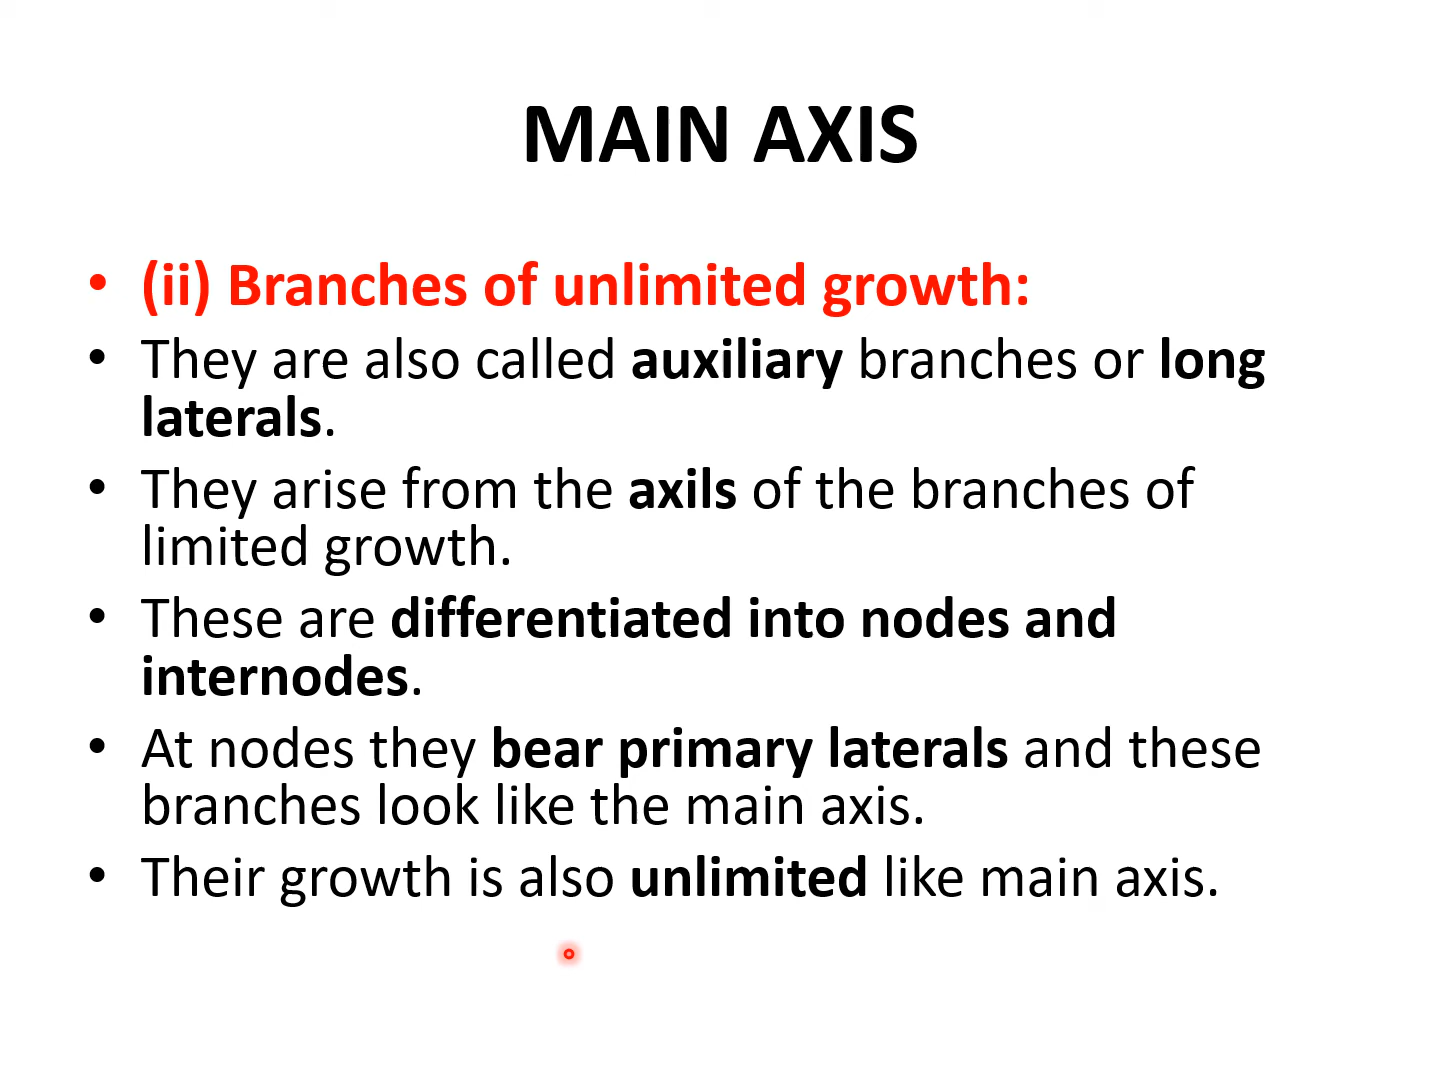 MAIN AXIS
• (ii) Branches of unlimited growth:
• They are also called auxiliary branches or long
laterals.
• They arise from the axils of the branches of
limited growth.
• These are differentiated into nodes and
internodes.
• At nodes they bear primary laterals and these
branches look like the main axis.
• Their growth is also unlimited like main axis.